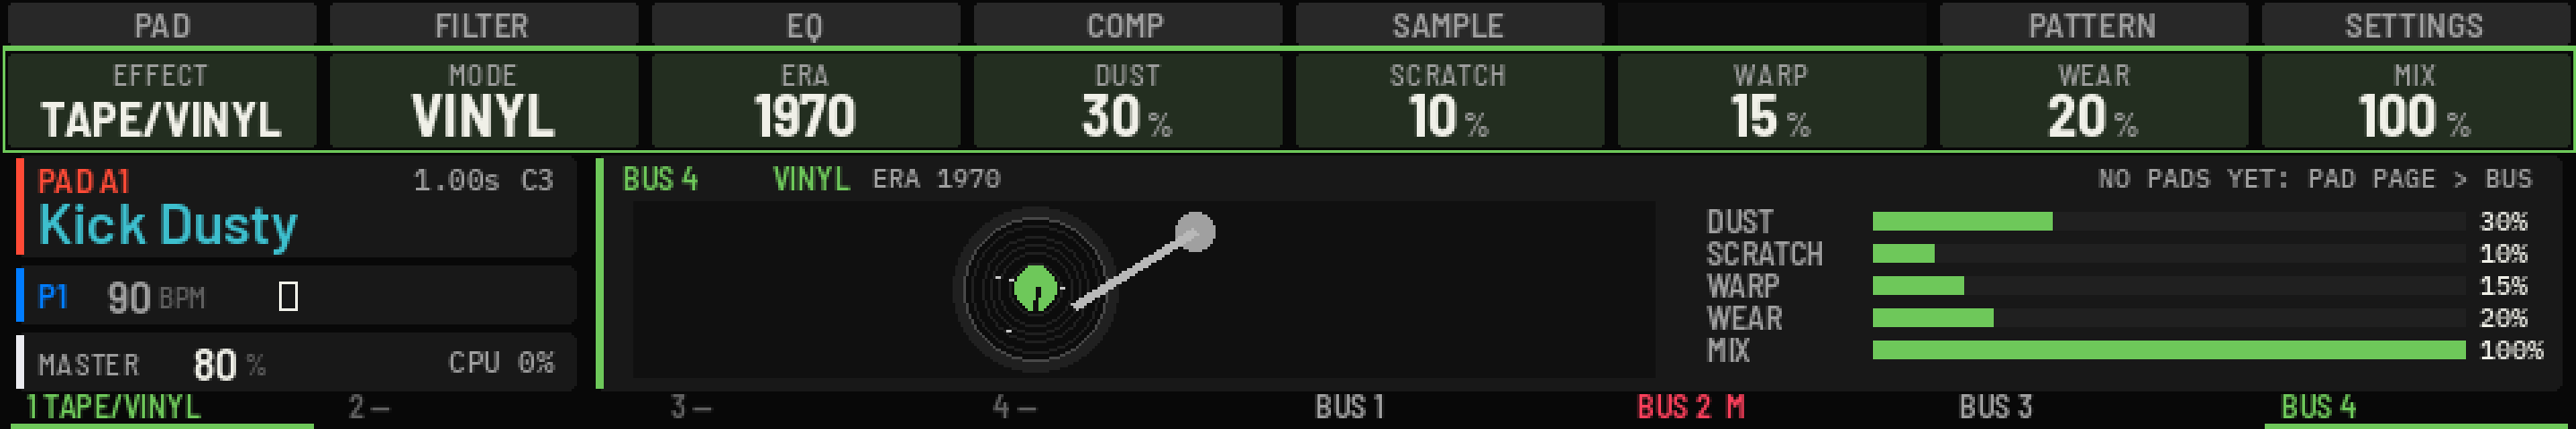 PAD FILTER EQ COMP SAMPLE PATTERN SETTINGS
EFFECT MODE ERA DUST SCRATCH WARP WEAR MIX
TAPE/VINYL VINYL 1970 30 % 10 % 15 % 20 % 100 %
PAD A1 1.00s C3
Kick Dusty
P1 90 BPM
MASTER 80 % CPU 0%
BUS 4 VINYL ERA 1970 NO PADS YET: PAD PAGE > BUS
DUST 30%
SCRATCH 10%
WARP 15%
WEAR 20%
MIX 100%
1 TAPE/VINYL 2 — 3 — 4 — BUS 1 BUS 2 M BUS 3 BUS 4